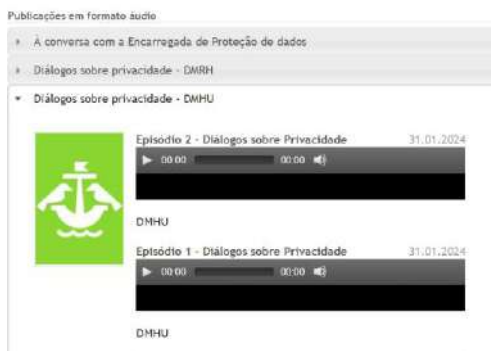 Publicações em formato áudio
À conversa com a Encarregada de Proteção de dados
Diálogos sobre privacidade - DMRH
Diálogos sobre privacidade - DMHU
Episódio 2 - Diálogos sobre Privacidade 31.01.2024
00:00 00:00
DMHU
Episódio 1 - Diálogos sobre Privacidade 31.01.2024
00:00 00:00
DMHU